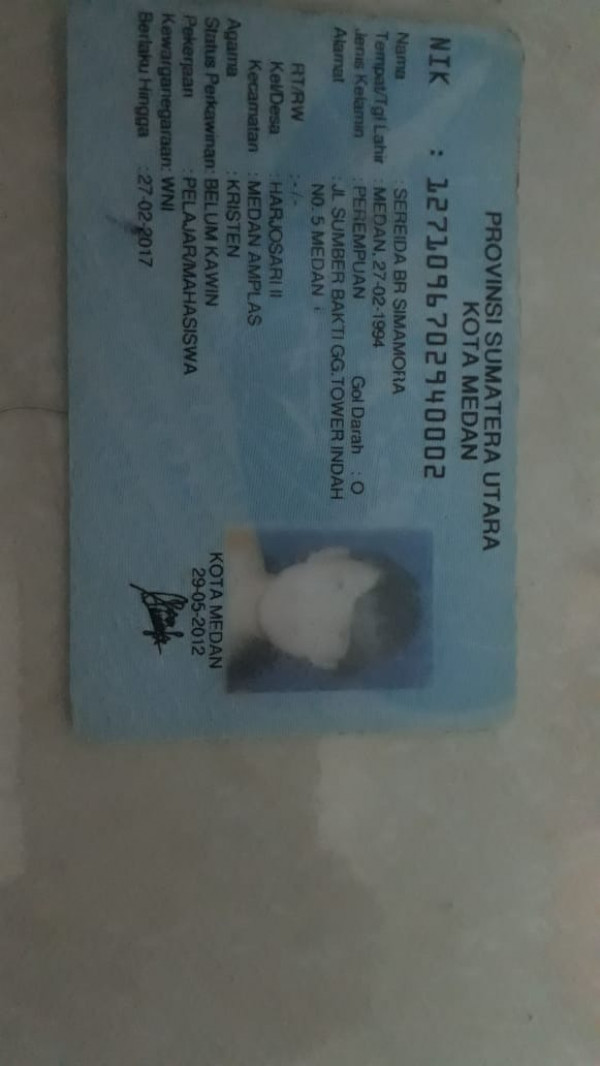 PROVINSI SUMATERA UTARA
KOTA MEDAN
NIK : 1271096702940002
Nama : SEREIDA BR SIMAMORA
Tempat/Tgl Lahir : MEDAN, 27-02-1994
Jenis Kelamin : PEREMPUAN Gol Darah : O
Alamat : JL SUMBER BAKTI GG.TOWER INDAH
NO. 5 MEDAN
RT/RW : - / -
Kel/Desa : HARJOSARI II
Kecamatan : MEDAN AMPLAS
Agama : KRISTEN
Status Perkawinan: BELUM KAWIN
Pekerjaan : PELAJAR/MAHASISWA
Kewarganegaraan: WNI
Berlaku Hingga : 27-02-2017
KOTA MEDAN
29-05-2012